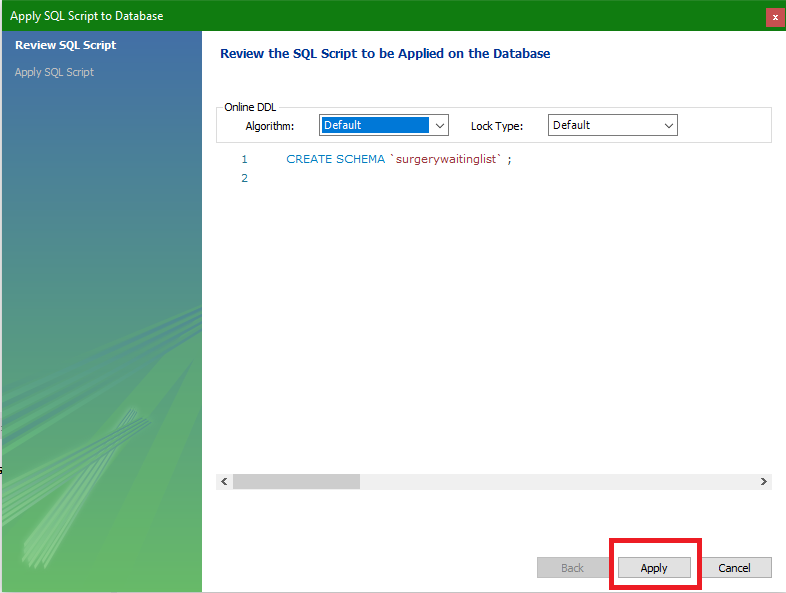 Apply SQL Script to Database
x
Review SQL Script
Apply SQL Script
Review the SQL Script to be Applied on the Database
Online DDL
Algorithm: Default Lock Type: Default
1 CREATE SCHEMA `surgerywaitinglist` ;
2
Back Apply Cancel